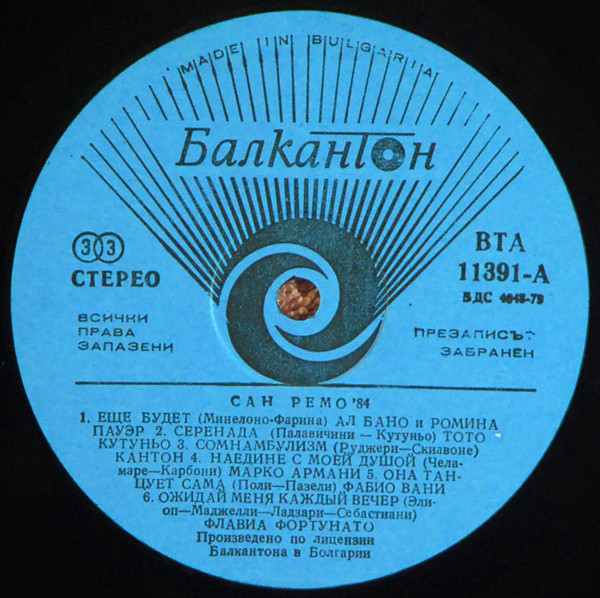 MADE IN BULGARIA
Балкантон
33
СТЕРЕО
ВТА
11391-А
БДС 4648-73
ВСИЧКИ
ПРАВА
ЗАПАЗЕНИ
ПРЕЗАПИСЪТ
ЗАБРАНЕН
САН РЕМО '84
1. ЕЩЕ БУДЕТ (Минелоно-Фарина) АЛ БАНО и РОМИНА
ПАУЭР 2. СЕРЕНАДА (Палавичини — Кутуньо) ТОТО
КУТУНЬО 3. СОМНАМБУЛИЗМ (Руджери—Скиавоне)
КАНТОН 4. НАЕДИНЕ С МОЕЙ ДУШОЙ (Чела-
маре—Карбони) МАРКО АРМАНИ 5. ОНА ТАН-
ЦУЕТ САМА (Поли—Пазели) ФАБИО ВАНИ
6. ОЖИДАЙ МЕНЯ КАЖДЫЙ ВЕЧЕР (Эли-
оп—Маджелли—Ладзари—Себастиани)
ФЛАВИА ФОРТУНАТО
Произведено по лицензии
Балкантона в Болгарии